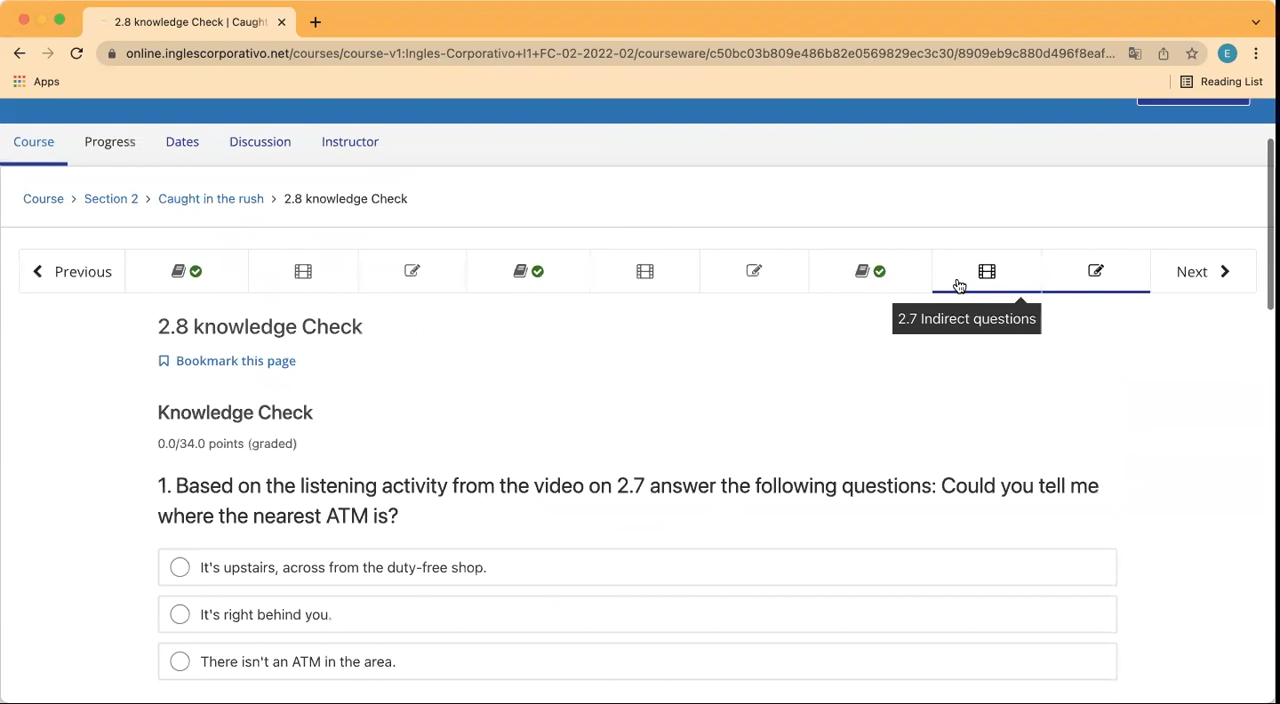 2.8 knowledge Check | Caught
online.inglescorporativo.net/courses/course-v1:Ingles-Corporativo+I1+FC-02-2022-02/courseware/c50bc03b809e486b82e0569829ec3c30/8909eb9c880d496f8eaf...
E
Apps
Reading List
Course Progress Dates Discussion Instructor
Course > Section 2 > Caught in the rush > 2.8 knowledge Check
Previous
Next
2.7 Indirect questions
2.8 knowledge Check
Bookmark this page
Knowledge Check
0.0/34.0 points (graded)
1. Based on the listening activity from the video on 2.7 answer the following questions: Could you tell me
where the nearest ATM is?
It's upstairs, across from the duty-free shop.
It's right behind you.
There isn't an ATM in the area.